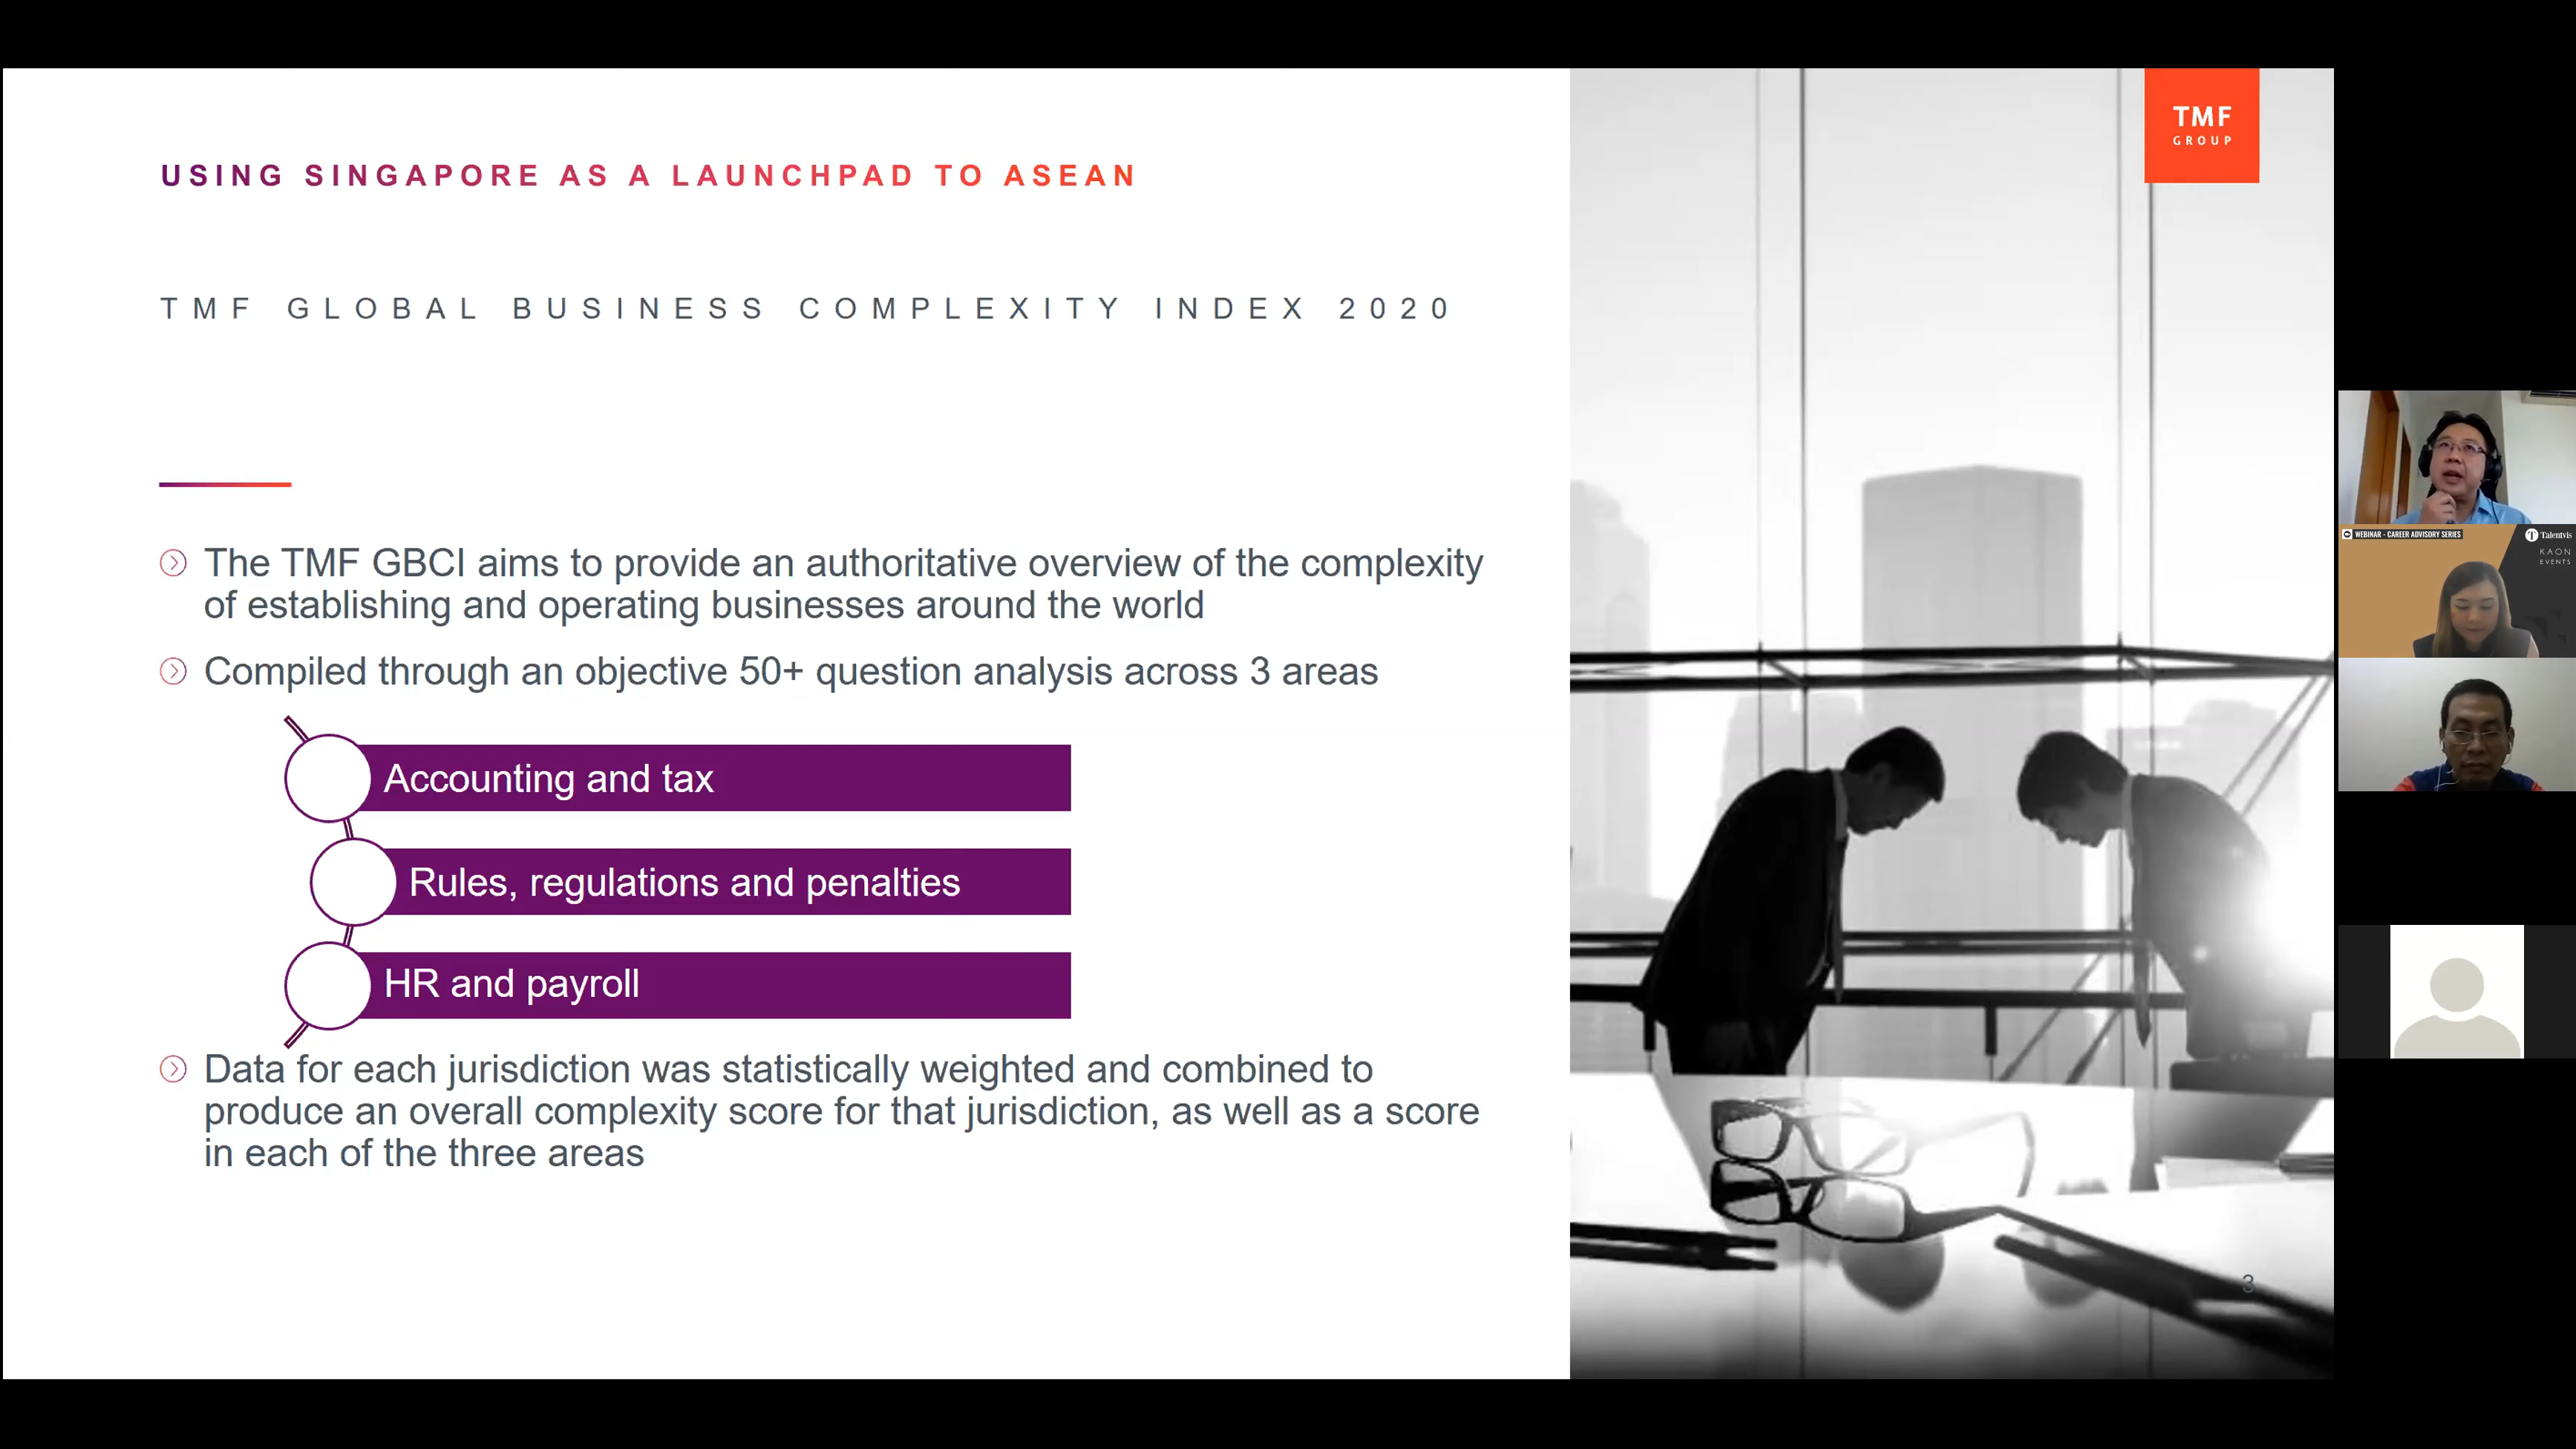 USING SINGAPORE AS A LAUNCHPAD TO ASEAN
TMF
GROUP
TMF GLOBAL BUSINESS COMPLEXITY INDEX 2020
The TMF GBCI aims to provide an authoritative overview of the complexity
of establishing and operating businesses around the world
Compiled through an objective 50+ question analysis across 3 areas
Accounting and tax
Rules, regulations and penalties
HR and payroll
Data for each jurisdiction was statistically weighted and combined to
produce an overall complexity score for that jurisdiction, as well as a score
in each of the three areas
3
WEBINAR - CAREER ADVISORY SERIES
Talentvis
KAON
EVENTS